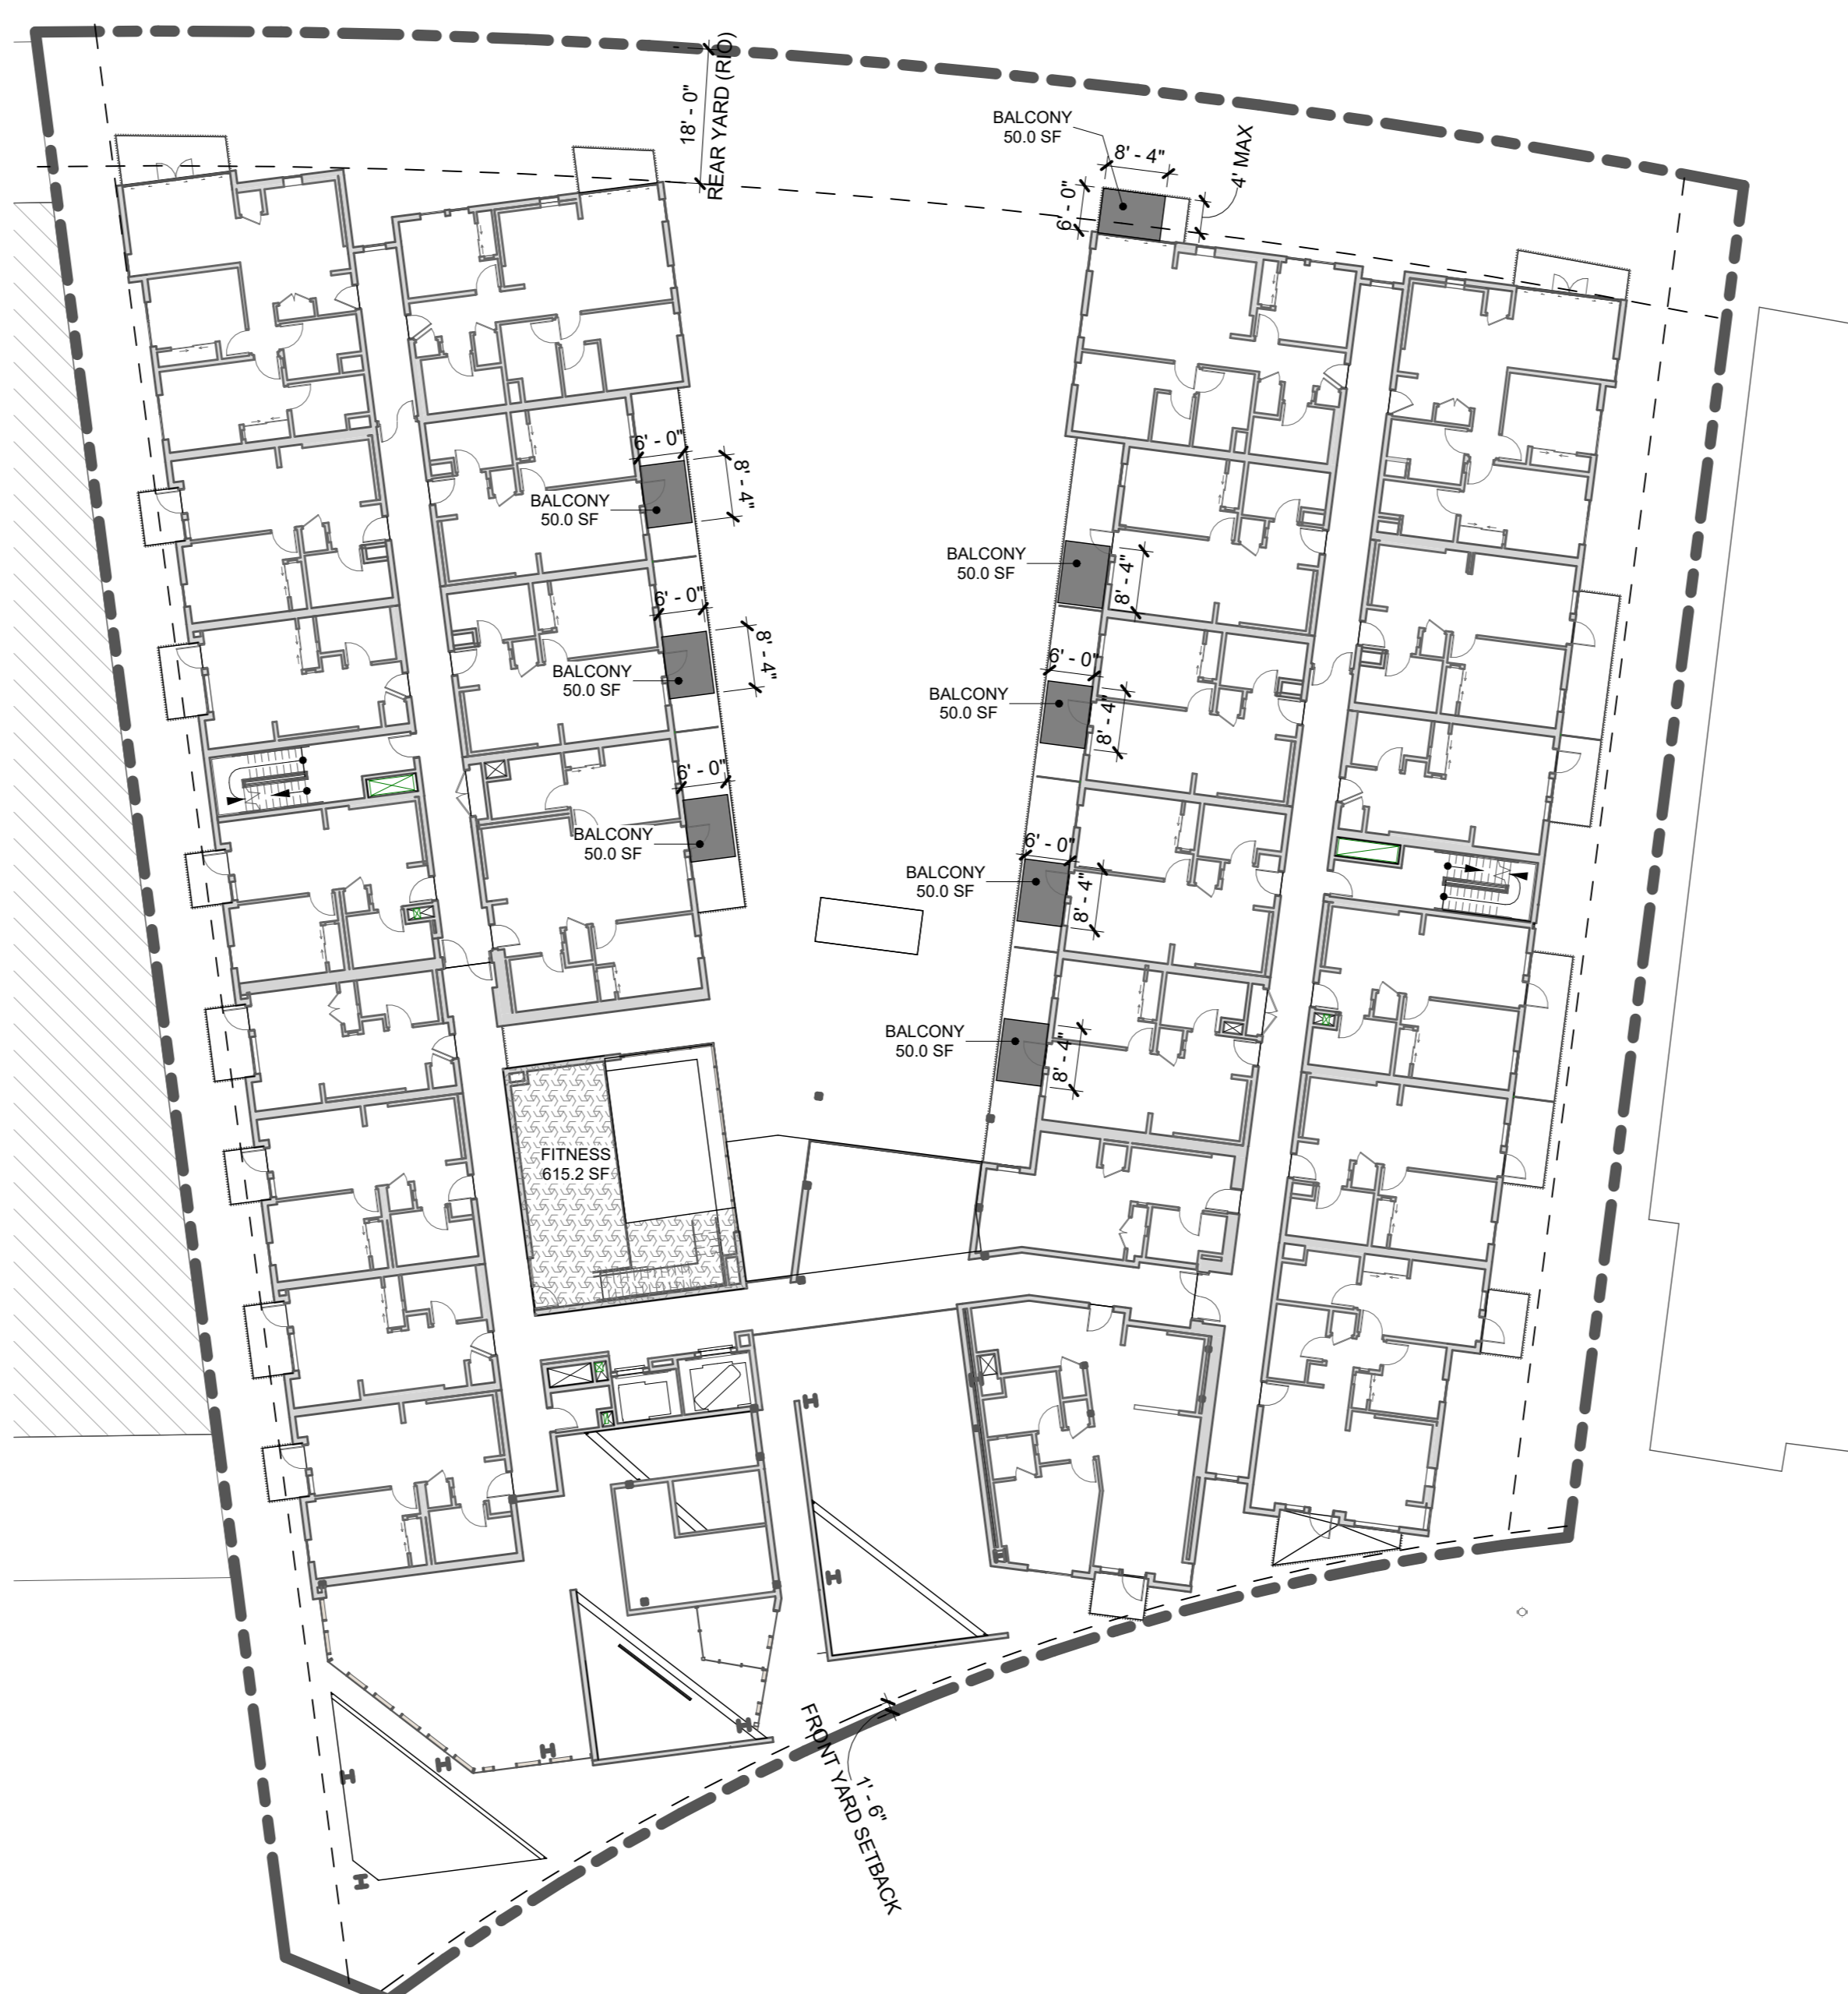 18' - 0"
REAR YARD (RIO)
BALCONY
50.0 SF
8' - 4"
4' MAX
6' - 0"
6' - 0"
8' - 4"
BALCONY
50.0 SF
BALCONY
50.0 SF
8' - 4"
6' - 0"
8' - 4"
BALCONY
50.0 SF
6' - 0"
BALCONY
50.0 SF
8' - 4"
6' - 0"
BALCONY
50.0 SF
6' - 0"
BALCONY
50.0 SF
8' - 4"
BALCONY
50.0 SF
8' - 4"
FITNESS
615.2 SF
1' - 6"
FRONT YARD SETBACK